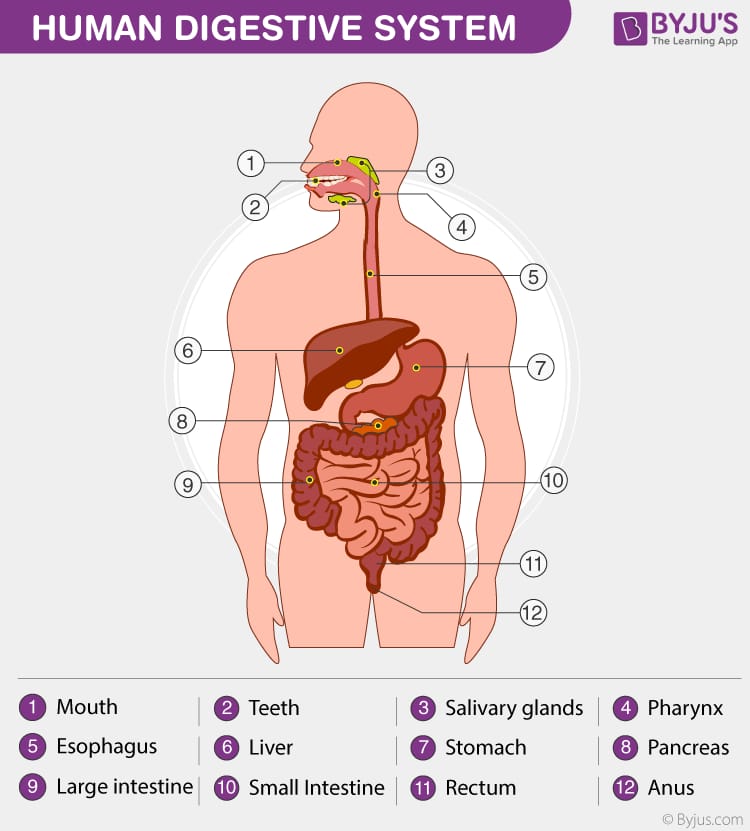 HUMAN DIGESTIVE SYSTEM
BYJU'S
The Learning App
1
2
3
4
5
6
7
8
9
10
11
12
1 Mouth
2 Teeth
3 Salivary glands
4 Pharynx
5 Esophagus
6 Liver
7 Stomach
8 Pancreas
9 Large intestine
10 Small Intestine
11 Rectum
12 Anus
© Byjus.com